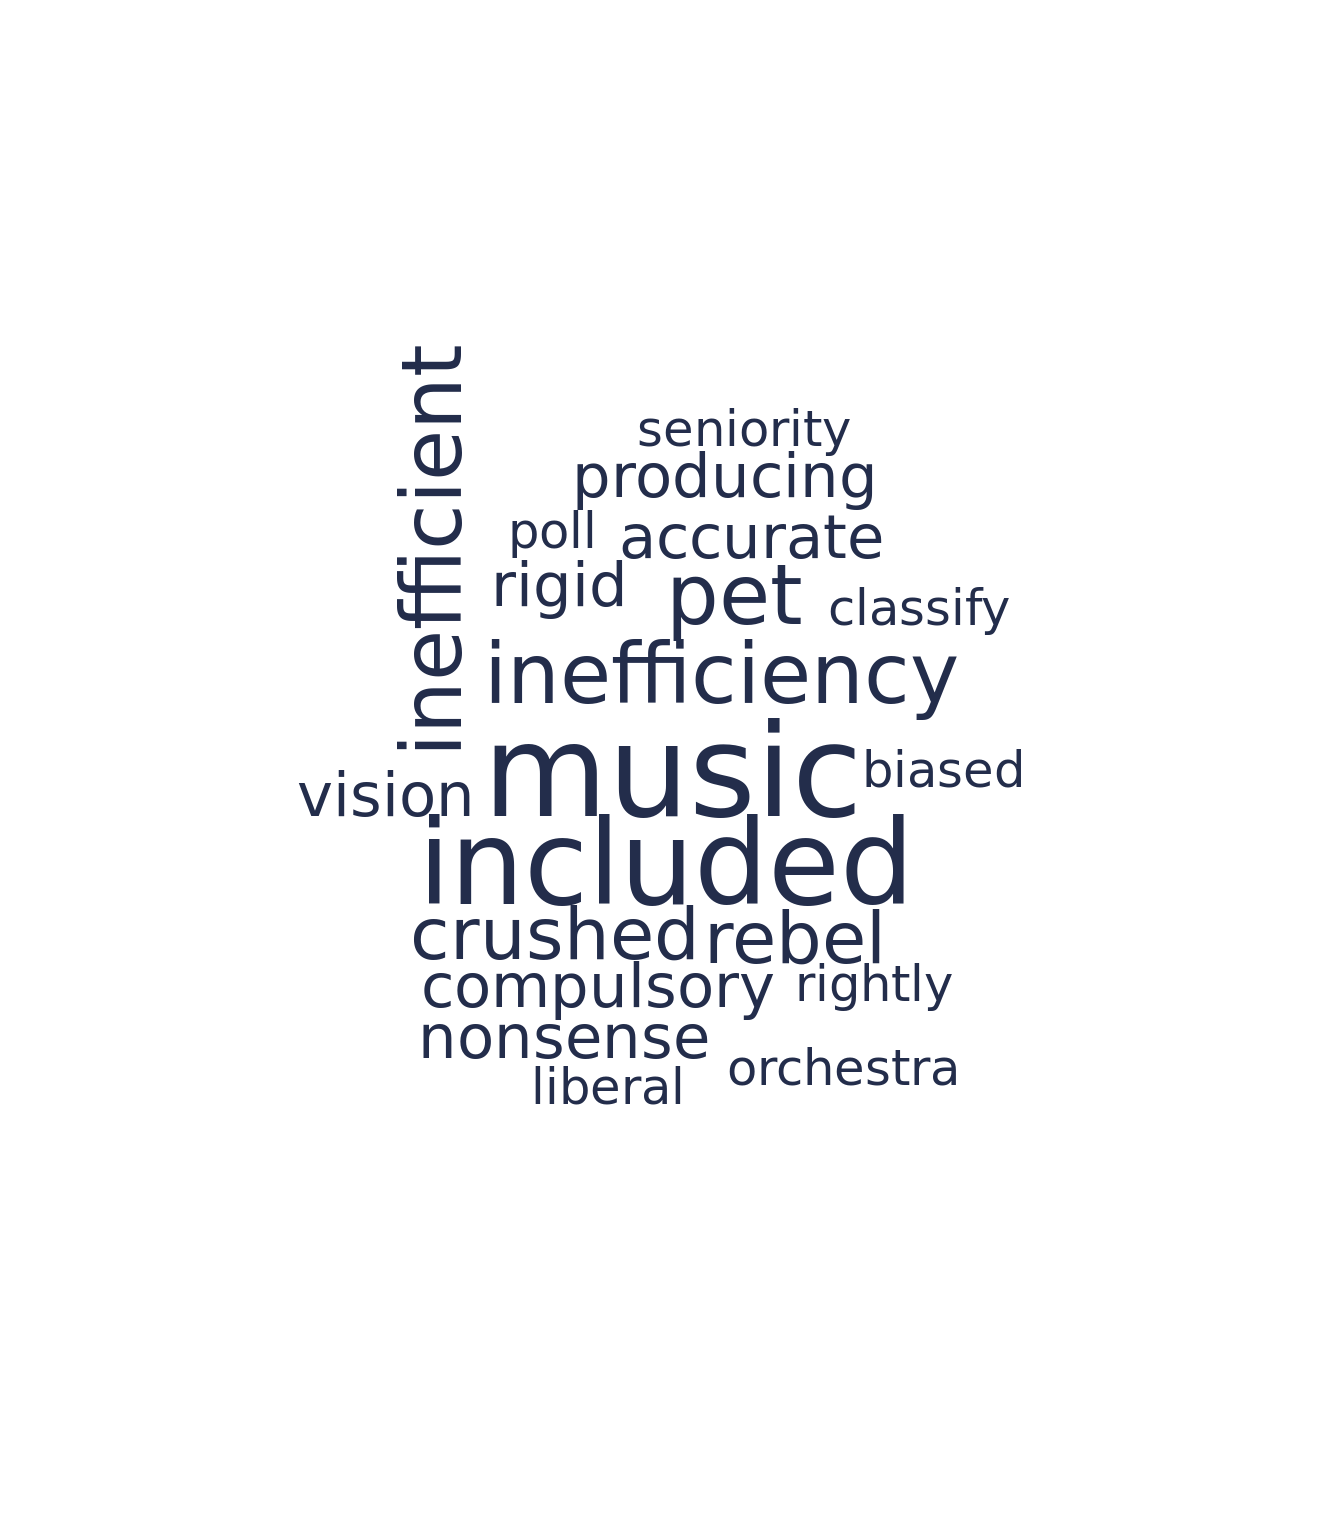 inefficient
seniority
producing
poll accurate
rigid pet classify
inefficiency
music biased
vision
included
crushed rebel
compulsory rightly
nonsense
orchestra
liberal